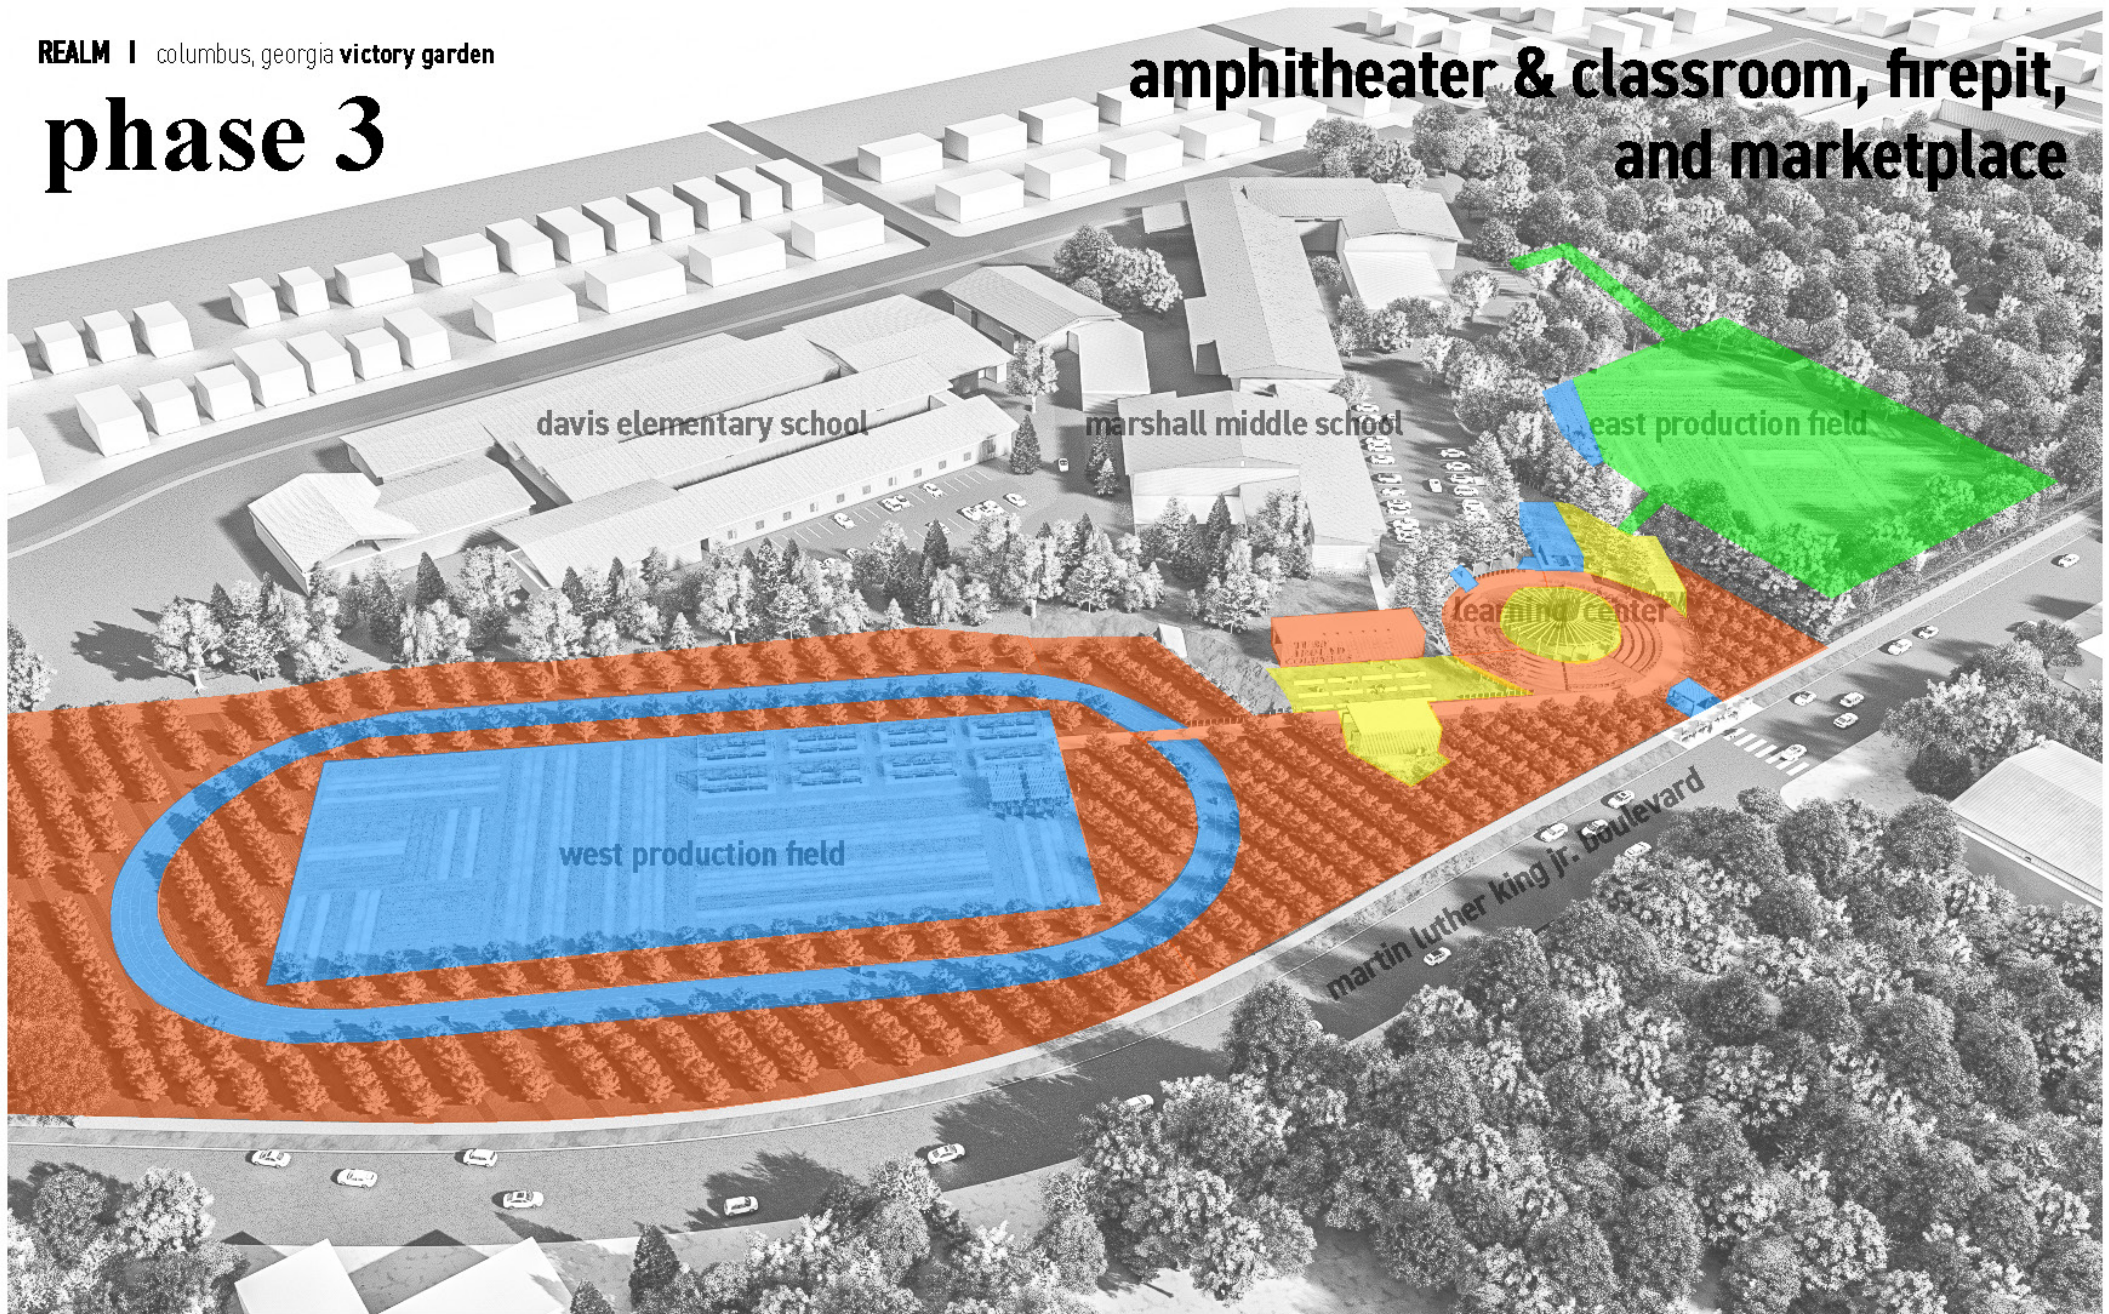 REALM | columbus, georgia victory garden
phase 3
amphitheater & classroom, firepit,
and marketplace
davis elementary school
marshall middle school
east production field
learning center
west production field
martin luther king jr. boulevard